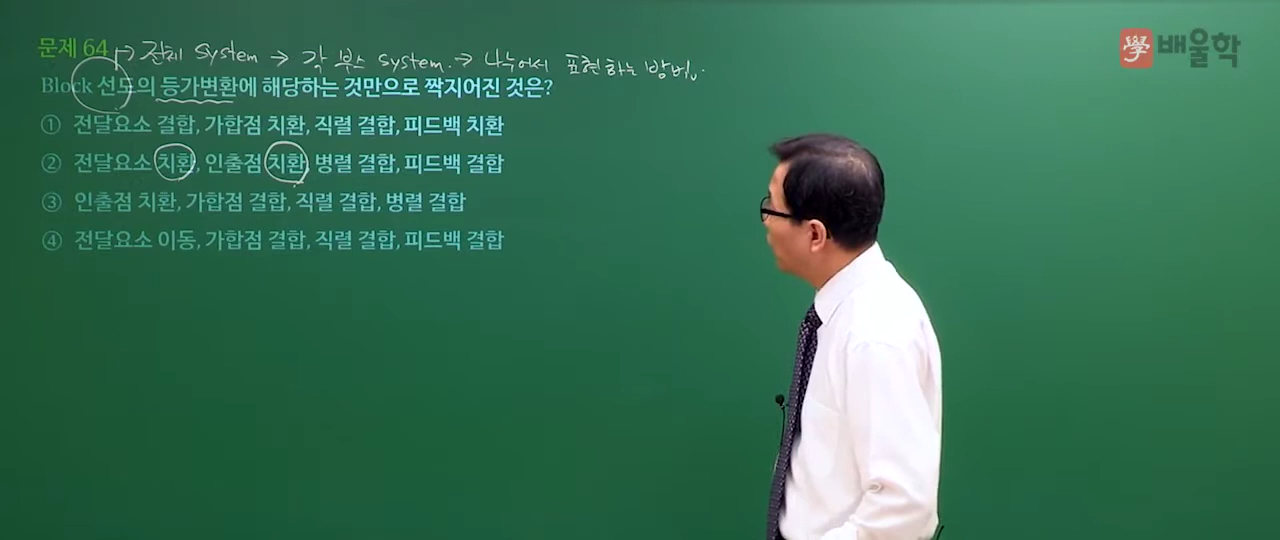 문제 64
전체 System → 각 부스 System. → 나누어서 표현하는 방법.
學 배울학
Block 선도의 등가변환에 해당하는 것만으로 짝지어진 것은?
① 전달요소 결합, 가합점 치환, 직렬 결합, 피드백 치환
② 전달요소 치환, 인출점 치환, 병렬 결합, 피드백 결합
③ 인출점 치환, 가합점 결합, 직렬 결합, 병렬 결합
④ 전달요소 이동, 가합점 결합, 직렬 결합, 피드백 결합